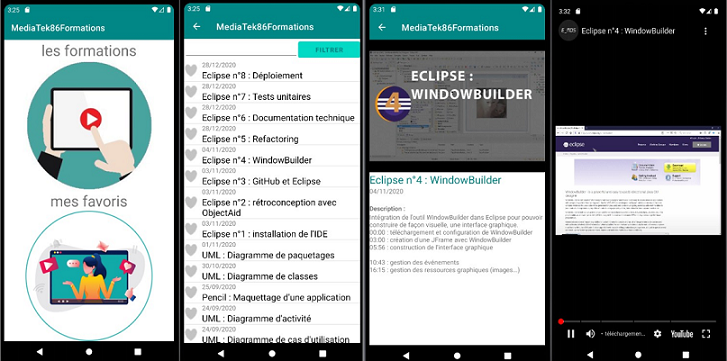 3:25
MediaTek86Formations
les formations
mes favoris
3:25
MediaTek86Formations
FILTRER
28/12/2020
Eclipse n°8 : Déploiement
28/12/2020
Eclipse n°7 : Tests unitaires
28/12/2020
Eclipse n°6 : Documentation technique
28/12/2020
Eclipse n°5 : Refactoring
04/11/2020
Eclipse n°4 : WindowBuilder
03/11/2020
Eclipse n°3 : GitHub et Eclipse
03/11/2020
Eclipse n°2 : rétroconception avec
ObjectAid
03/11/2020
Eclipse n°1 : installation de l'IDE
01/11/2020
UML : Diagramme de paquetages
30/10/2020
UML : Diagramme de classes
25/09/2020
Pencil : Maquettage d'une application
24/09/2020
UML : Diagramme d'activité
24/09/2020
UML : Diagramme de cas d'utilisation
3:31
MediaTek86Formations
4
ECLIPSE :
WINDOWBUILDER
Eclipse n°4 : WindowBuilder
04/11/2020
Description :
Intégration de l'outil WindowBuilder dans Eclipse pour pouvoir
construire de façon visuelle, une interface graphique.
00:00 : téléchargement et configuration de WindowBuilder
03:00 : création d'une JFrame avec WindowBuilder
05:56 : construction de l'interface graphique
10:43 : gestion des événements
16:15 : gestion des ressources graphiques (images...)
3:32
Eclipse n°4 : WindowBuilder
eclipse
• téléchargemen...
YouTube